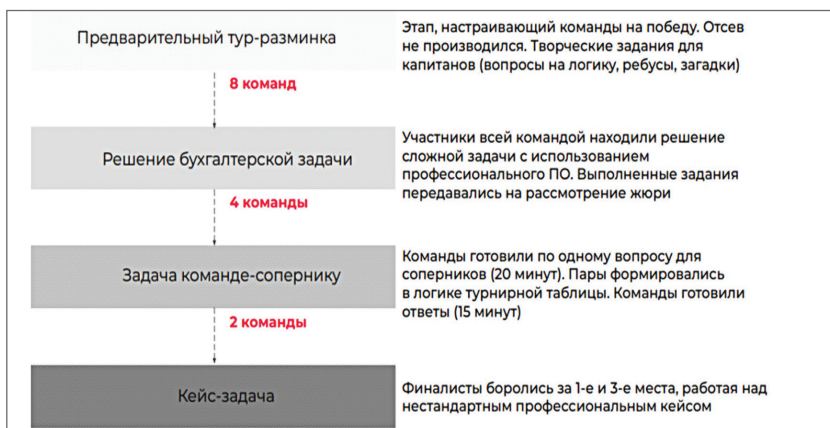 Предварительный тур-разминка
Этап, настраивающий команды на победу. Отсев
не производился. Творческие задания для
капитанов (вопросы на логику, ребусы, загадки)
8 команд
Решение бухгалтерской задачи
Участники всей командой находили решение
сложной задачи с использованием
профессионального ПО. Выполненные задания
передавались на рассмотрение жюри
4 команды
Задача команде-сопернику
Команды готовили по одному вопросу для
соперников (20 минут). Пары формировались
в логике турнирной таблицы. Команды готовили
ответы (15 минут)
2 команды
Кейс-задача
Финалисты боролись за 1-е и 3-е места, работая над
нестандартным профессиональным кейсом